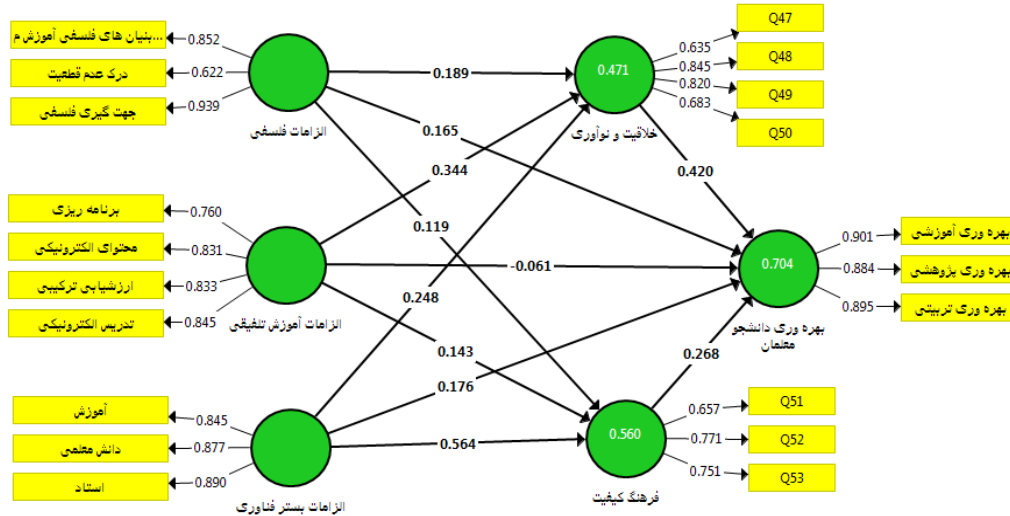 بنیان های فلسفی آموزش م...
0.852
درک عدم قطعیت
0.622
جهت گیری فلسفی
0.939
الزامات فلسفی
برنامه ریزی
0.760
محتوای الکترونیکی
0.831
ارزشیابی ترکیبی
0.833
تدریس الکترونیکی
0.845
الزامات آموزش تلفیقی
آموزش
0.845
دانش معلمی
0.877
استاد
0.890
الزامات بستر فناوری
0.189
0.165
0.344
0.119
-0.061
0.248
0.143
0.176
0.564
0.471
خلاقیت و نوآوری
Q47
0.635
Q48
0.845
Q49
0.820
Q50
0.683
0.420
0.704
بهره وری دانشجو
معلمان
0.268
بهره وری آموزشی
0.901
بهره وری پژوهشی
0.884
بهره وری تربیتی
0.895
0.560
فرهنگ کیفیت
Q51
0.657
Q52
0.771
Q53
0.751